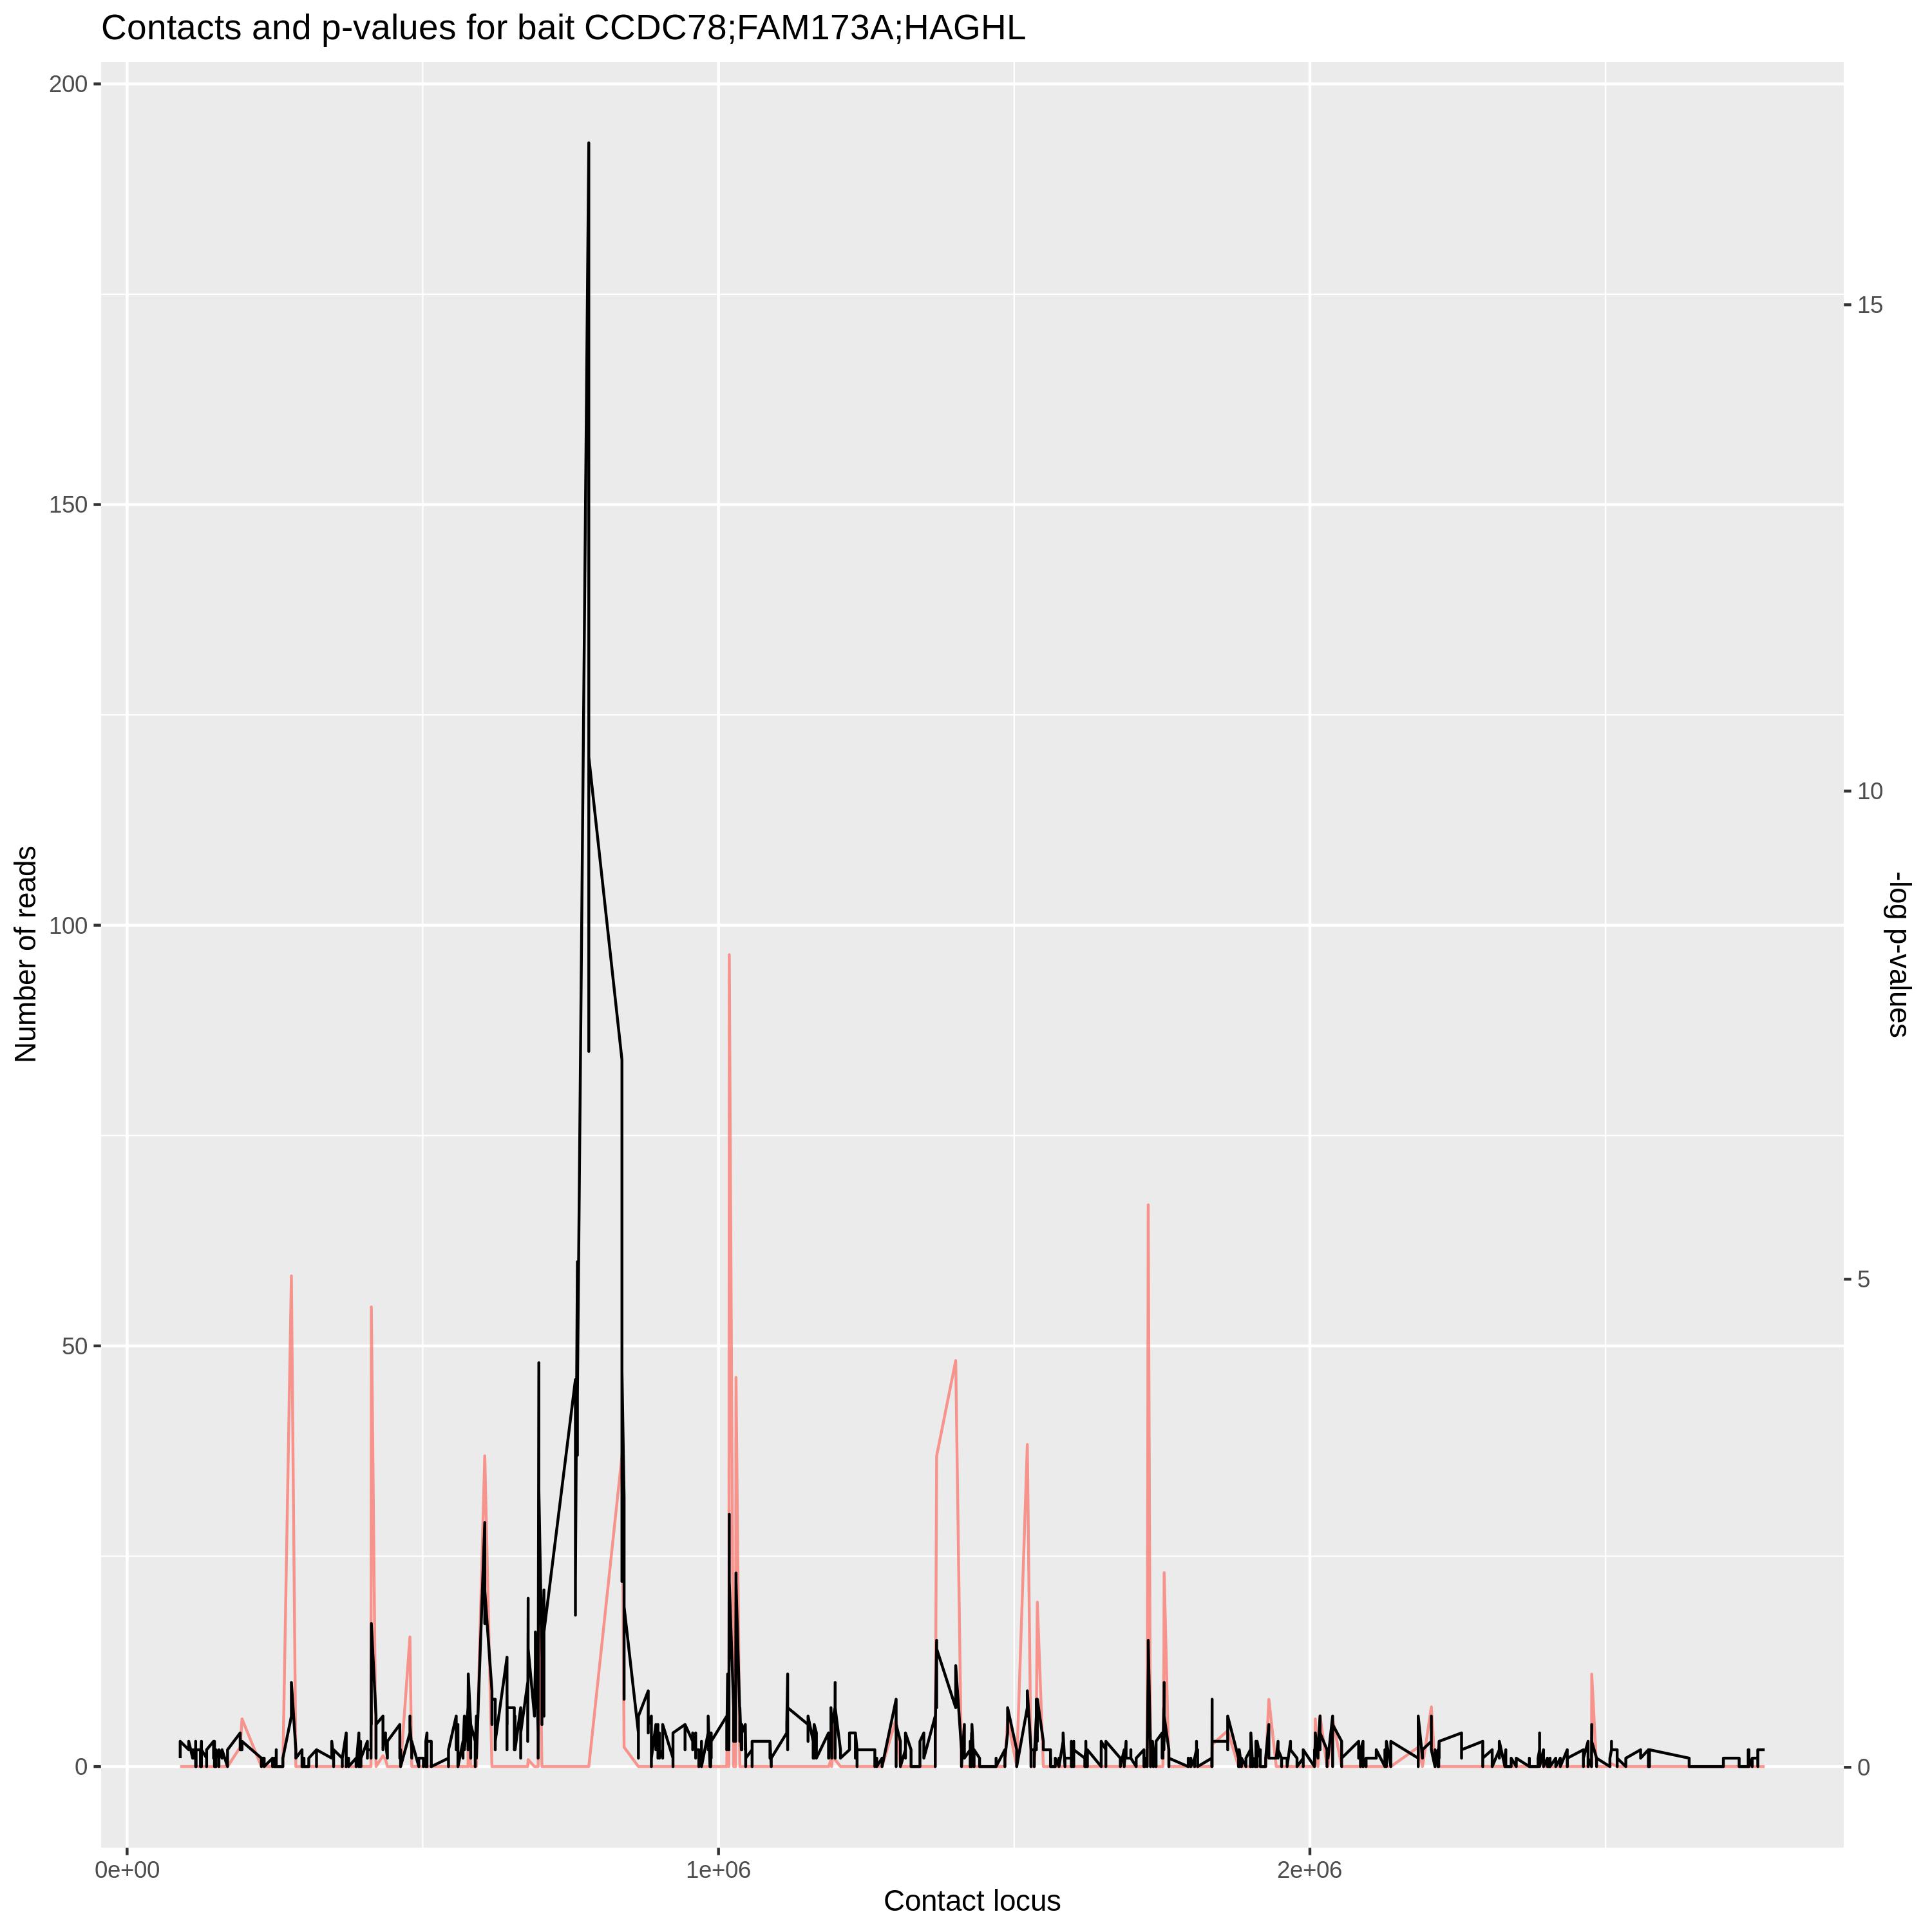 Contacts and p-values for bait CCDC78;FAM173A;HAGHL
200
150
100
50
0
Number of reads
15
10
5
0
-log p-values
0e+00
1e+06
2e+06
Contact locus